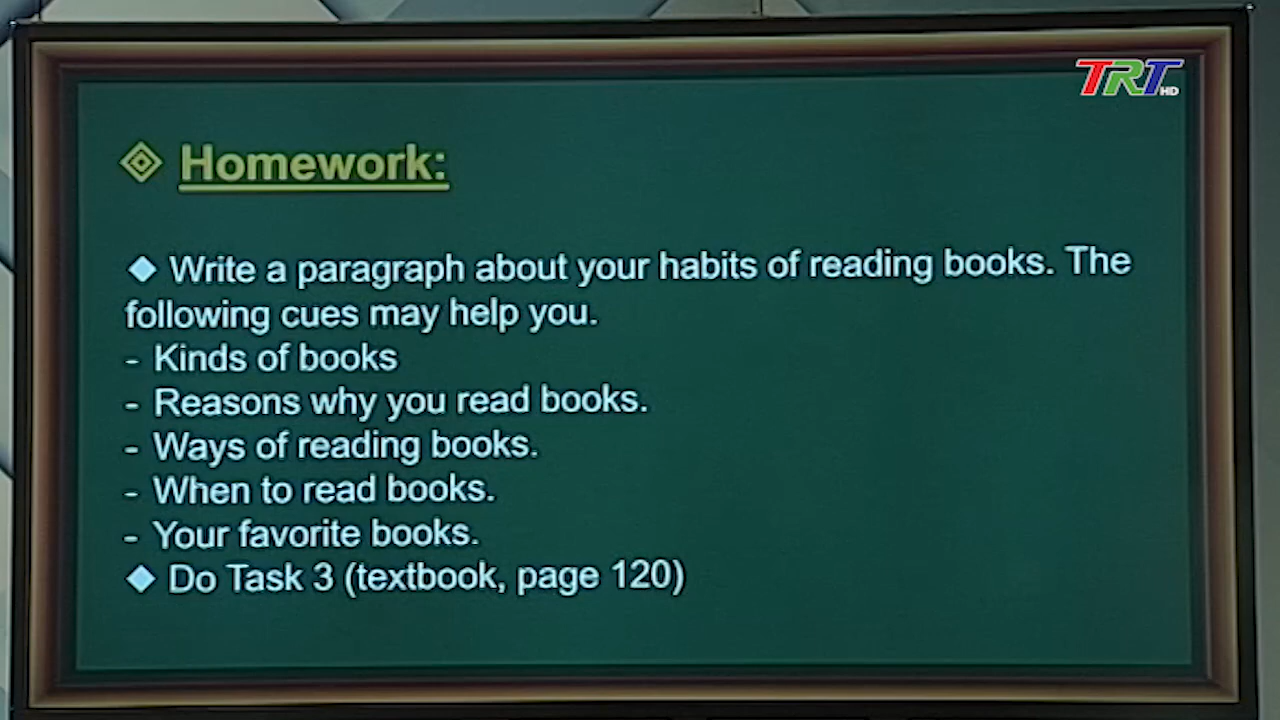 TRT HD
Homework:
Write a paragraph about your habits of reading books. The
following cues may help you.
- Kinds of books
- Reasons why you read books.
- Ways of reading books.
- When to read books.
- Your favorite books.
Do Task 3 (textbook, page 120)